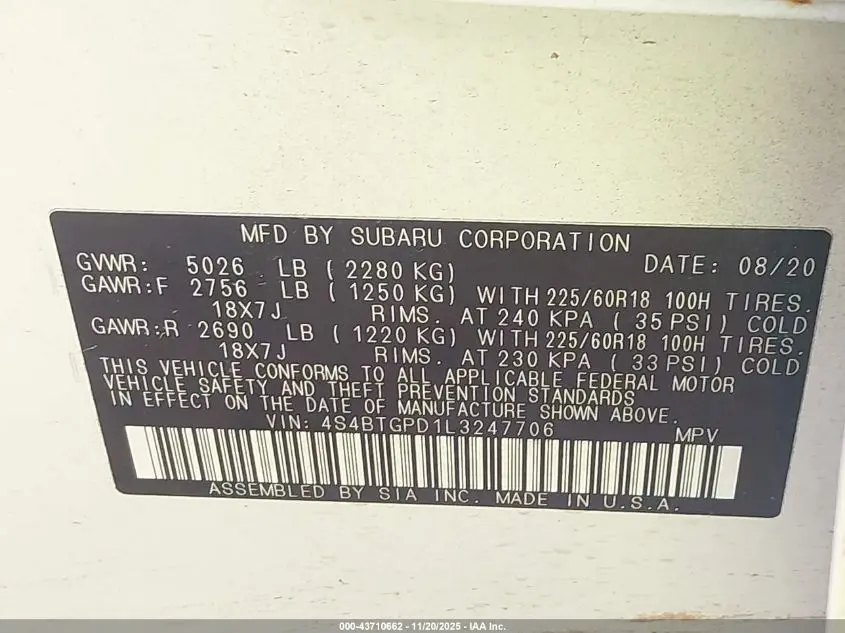 MFD BY SUBARU CORPORATION
GVWR: 5026 LB ( 2280 KG) DATE: 08/20
GAWR:F 2756 LB ( 1250 KG) WITH 225/60R18 100H TIRES.
18X7J RIMS. AT 240 KPA ( 35 PSI) COLD
GAWR:R 2690 LB ( 1220 KG) WITH 225/60R18 100H TIRES.
18X7J RIMS. AT 230 KPA ( 33 PSI) COLD
THIS VEHICLE CONFORMS TO ALL APPLICABLE FEDERAL MOTOR
VEHICLE SAFETY AND THEFT PREVENTION STANDARDS
IN EFFECT ON THE DATE OF MANUFACTURE SHOWN ABOVE.
VIN: 4S4BTGPD1L3247706 MPV
ASSEMBLED BY SIA INC. MADE IN U.S.A.
000-43710662 - 11/20/2025 - IAA Inc.